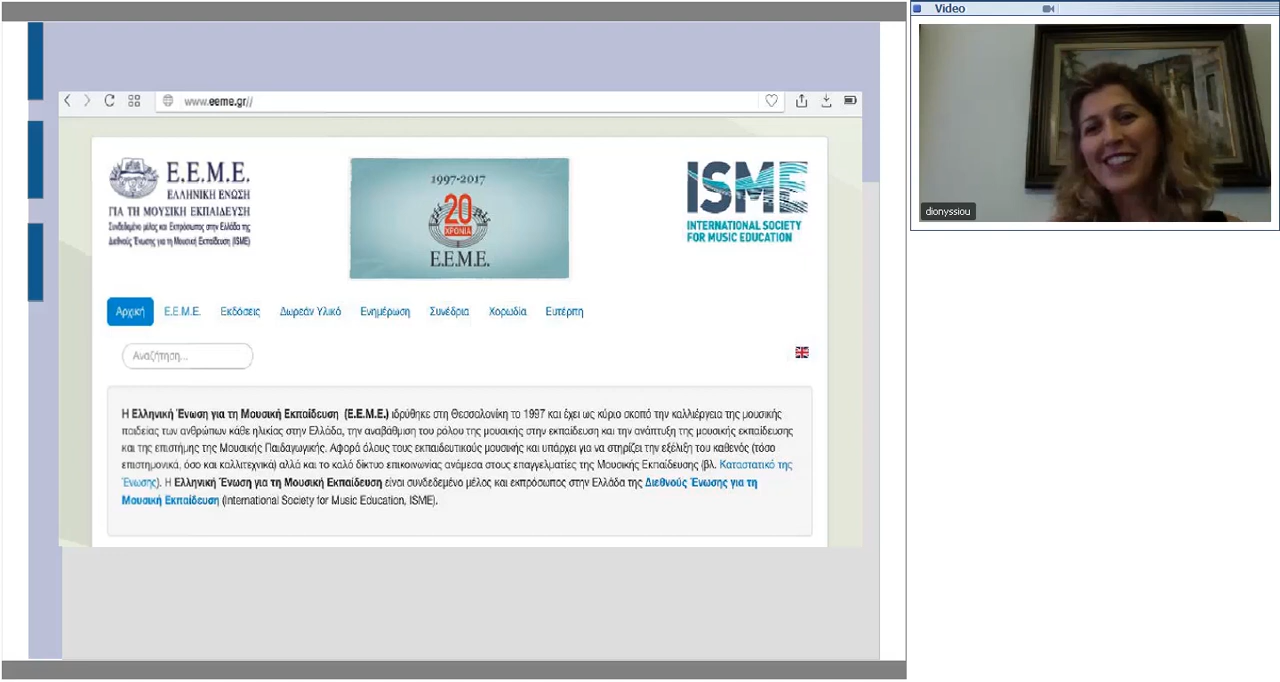 Video
www.eeme.gr//
Ε.Ε.Μ.Ε.
ΕΛΛΗΝΙΚΗ ΕΝΩΣΗ
ΓΙΑ ΤΗ ΜΟΥΣΙΚΗ ΕΚΠΑΙΔΕΥΣΗ
Συνδεδεμένο μέλος και Εκπρόσωπος στην Ελλάδα της
Διεθνούς Ένωσης για τη Μουσική Εκπαίδευση (ISME)
1997-2017
20
ΧΡΟΝΙΑ
Ε.Ε.Μ.Ε.
ISME
INTERNATIONAL SOCIETY
FOR MUSIC EDUCATION
dionyssiou
Αρχική Ε.Ε.Μ.Ε. Εκδόσεις Δωρεάν Υλικό Ενημέρωση Συνέδρια Χορωδία Ευτέρπη
Αναζήτηση...
Η Ελληνική Ένωση για τη Μουσική Εκπαίδευση (Ε.Ε.Μ.Ε.) ιδρύθηκε στη Θεσσαλονίκη το 1997 και έχει ως κύριο σκοπό την καλλιέργεια της μουσικής
παιδείας των ανθρώπων κάθε ηλικίας στην Ελλάδα, την αναβάθμιση του ρόλου της μουσικής στην εκπαίδευση και την ανάπτυξη της μουσικής εκπαίδευσης
και της επιστήμης της Μουσικής Παιδαγωγικής. Αφορά όλους τους εκπαιδευτικούς μουσικής και υπάρχει για να στηρίζει την εξέλιξη του καθενός (τόσο
επιστημονικά, όσο και καλλιτεχνικά) αλλά και το καλό δίκτυο επικοινωνίας ανάμεσα στους επαγγελματίες της Μουσικής Εκπαίδευσης (βλ. Καταστατικό της
Ένωσης). Η Ελληνική Ένωση για τη Μουσική Εκπαίδευση είναι συνδεδεμένο μέλος και εκπρόσωπος στην Ελλάδα της Διεθνούς Ένωσης για τη
Μουσική Εκπαίδευση (International Society for Music Education, ISME).